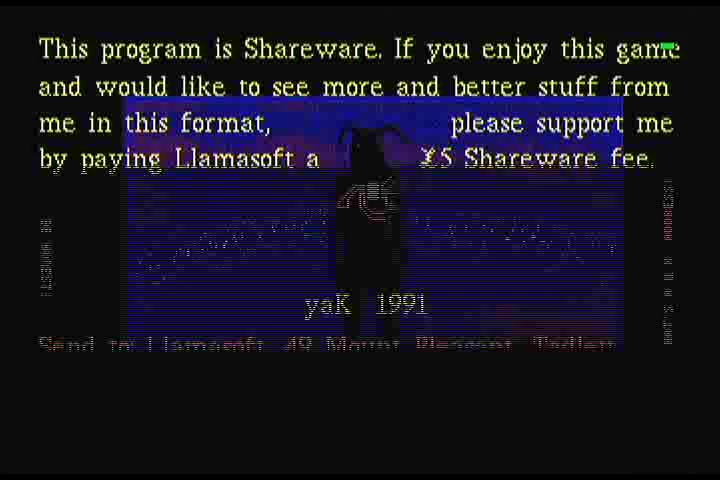 This program is Shareware. If you enjoy this game
and would like to see more and better stuff from
me in this format, please support me
by paying Llamasoft a £5 Shareware fee.
yaK 1991
Send to: Llamasoft, 49 Mount Pleasant, Tadley